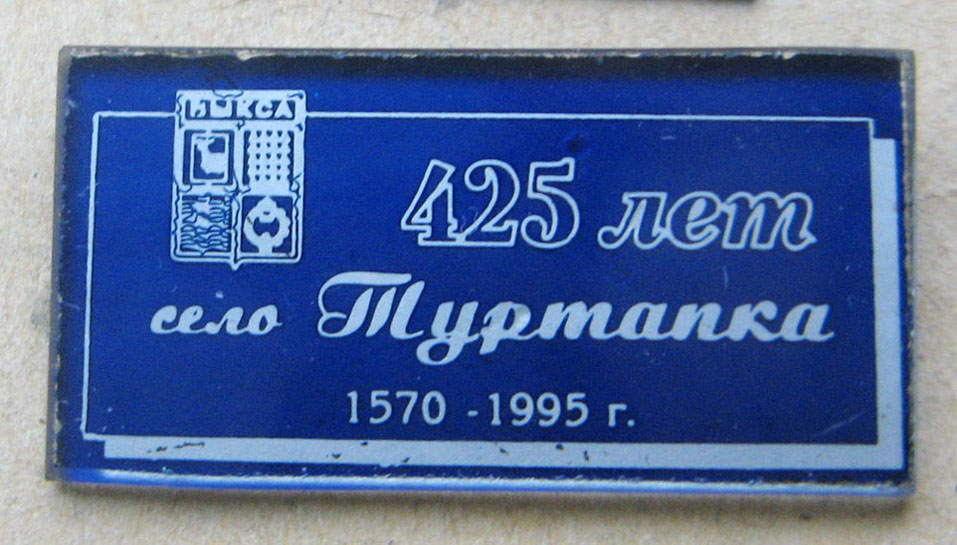 ВЫКСА
425 лет
село Туртапка
1570 - 1995 г.